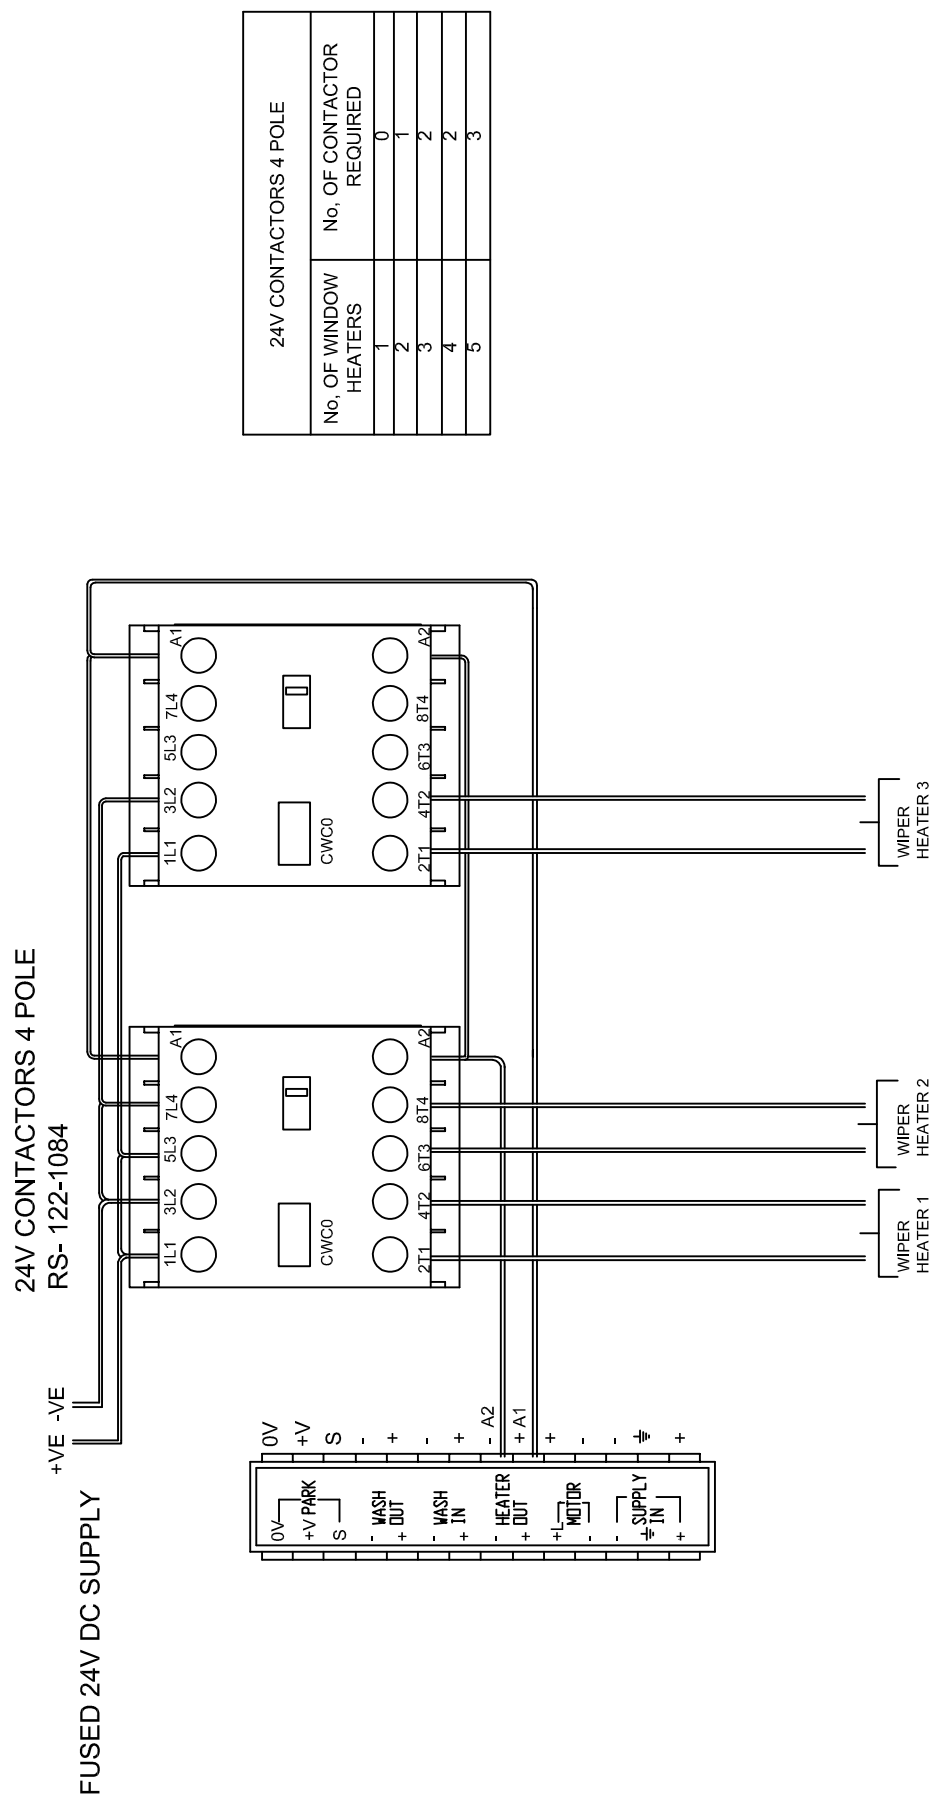 FUSED 24V DC SUPPLY
+VE -VE
24V CONTACTORS 4 POLE
RS- 122-1084
1L1 3L2 5L3 7L4 A1
CWC0
2T1 4T2 6T3 8T4 A2
1L1 3L2 5L3 7L4 A1
CWC0
2T1 4T2 6T3 8T4 A2
WIPER
HEATER 1
WIPER
HEATER 2
WIPER
HEATER 3
0V 0V
+V PARK +V
S S
- WASH -
+ OUT +
- WASH -
+ IN +
- HEATER - A2
+ OUT + A1
+L MOTOR +
- -
- SUPPLY -
IN
+ +
24V CONTACTORS 4 POLE
No, OF WINDOW
HEATERS
No, OF CONTACTOR
REQUIRED
1 0
2 1
3 2
4 2
5 3